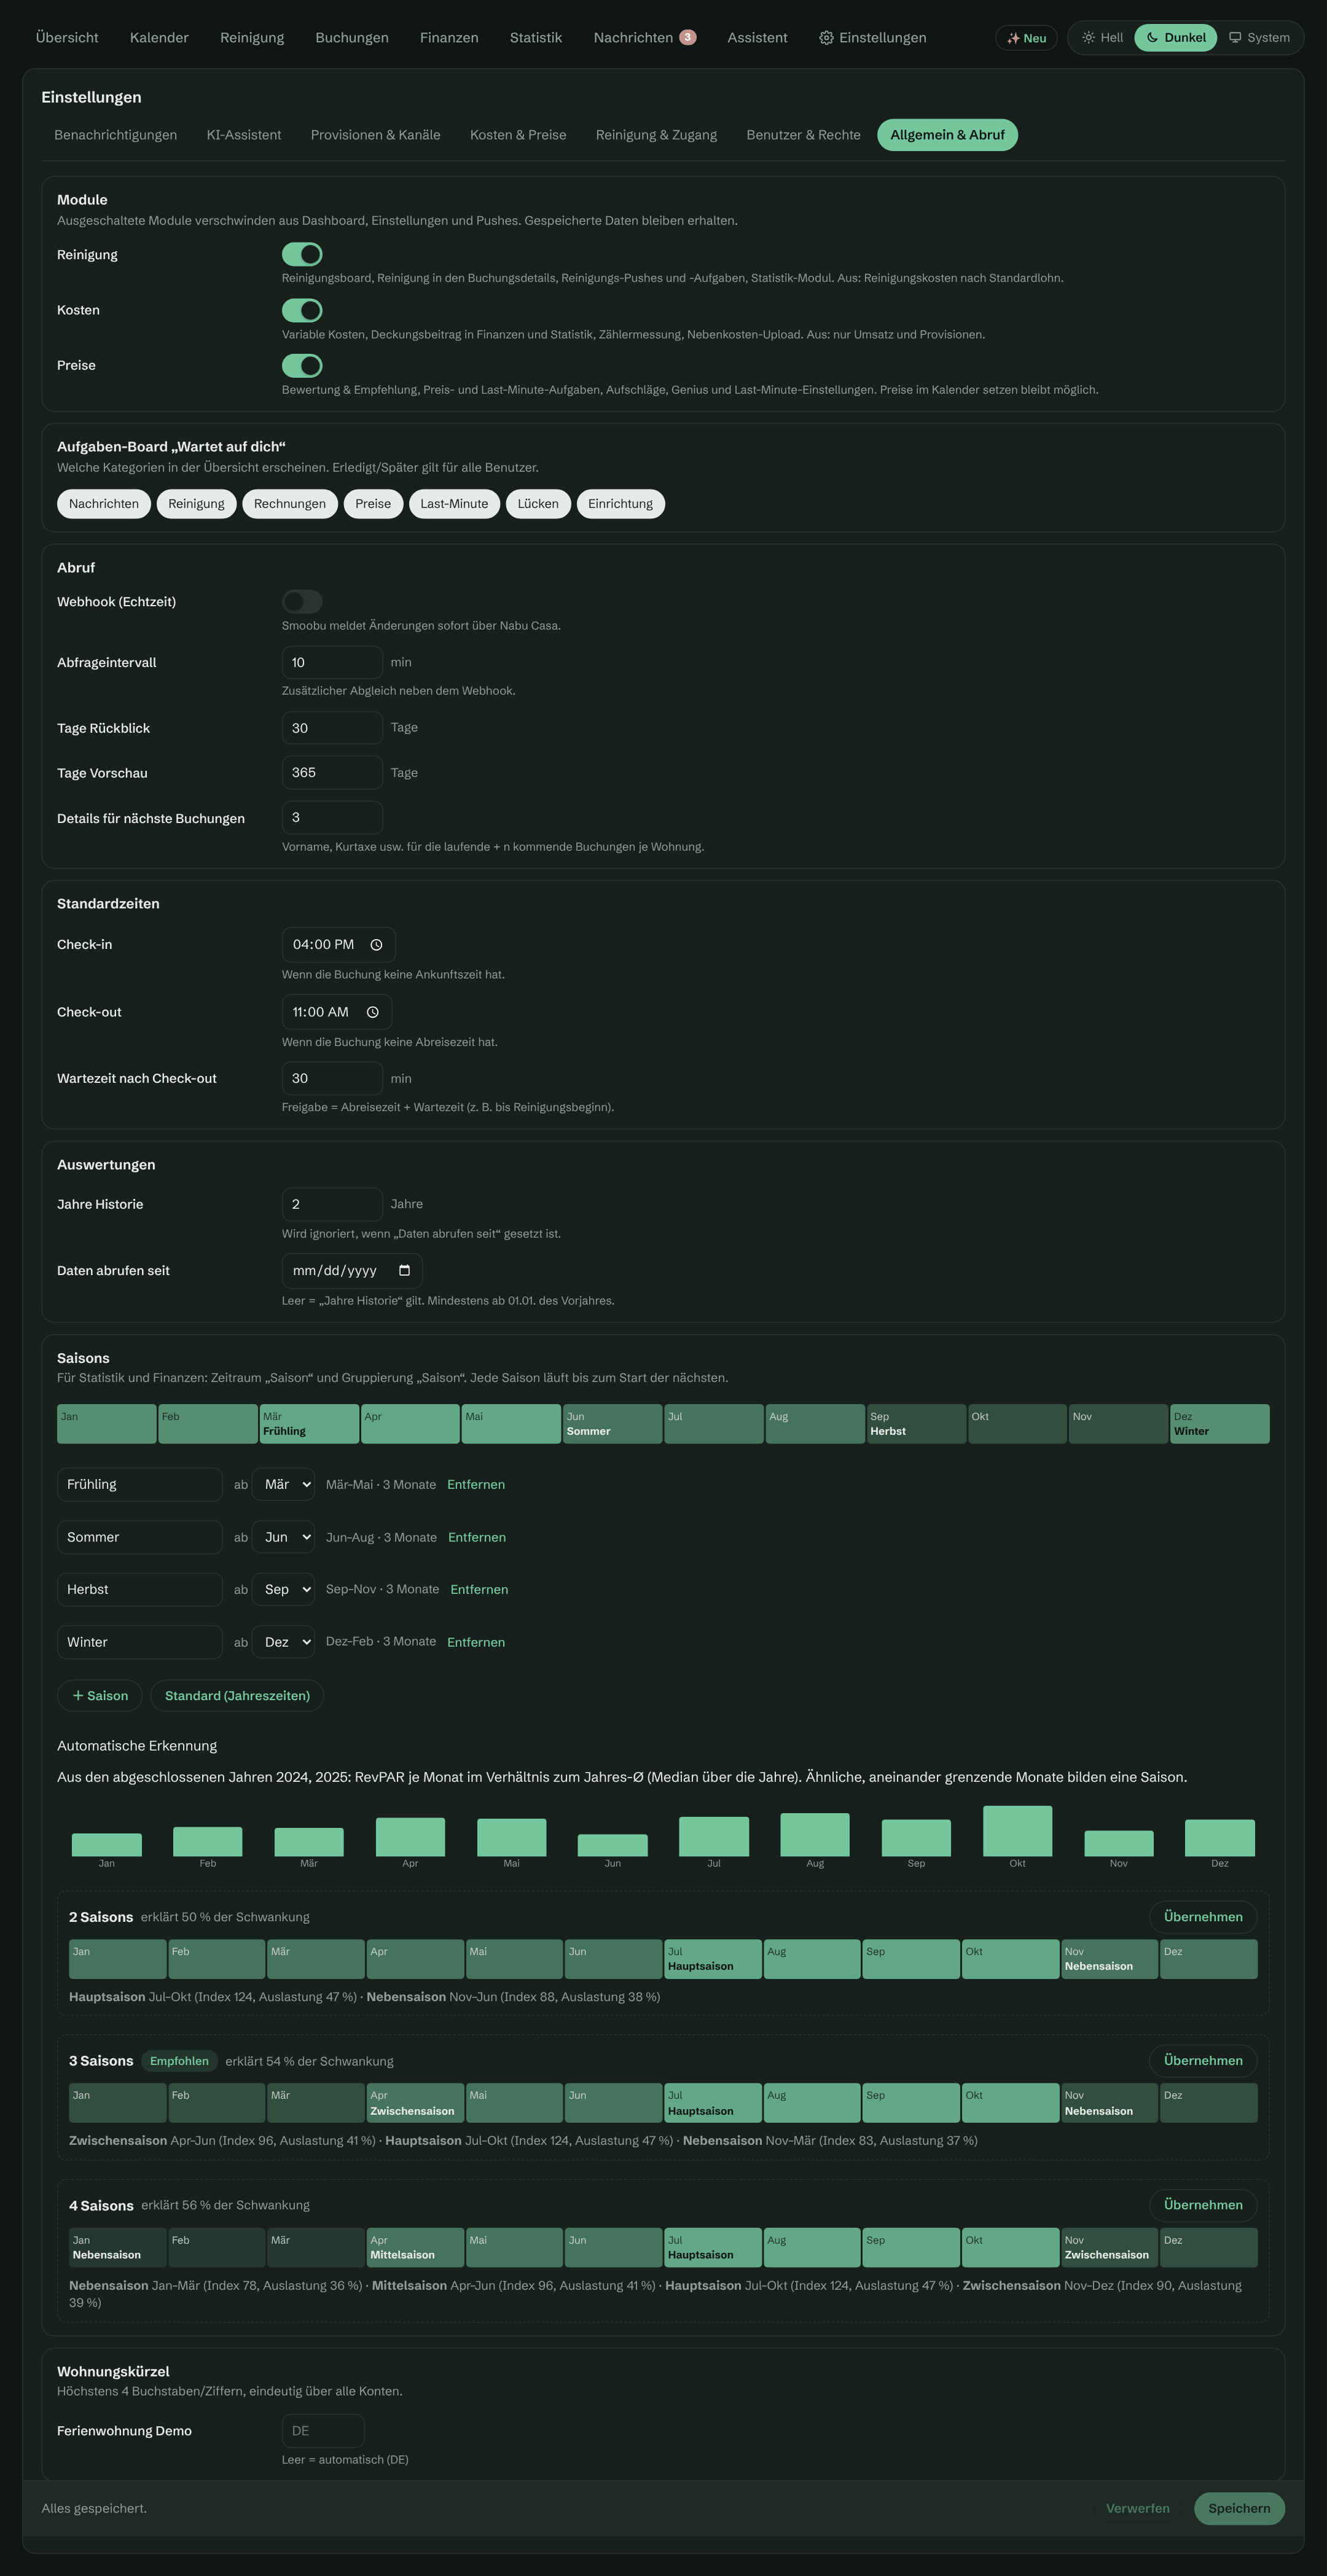 Übersicht Kalender Reinigung Buchungen Finanzen Statistik Nachrichten 3 Assistent Einstellungen ✨ Neu Hell Dunkel System
Einstellungen
Benachrichtigungen KI-Assistent Provisionen & Kanäle Kosten & Preise Reinigung & Zugang Benutzer & Rechte Allgemein & Abruf
Module
Ausgeschaltete Module verschwinden aus Dashboard, Einstellungen und Pushes. Gespeicherte Daten bleiben erhalten.
Reinigung
Reinigungsboard, Reinigung in den Buchungsdetails, Reinigungs-Pushes und -Aufgaben, Statistik-Modul. Aus: Reinigungskosten nach Standardlohn.
Kosten
Variable Kosten, Deckungsbeitrag in Finanzen und Statistik, Zählermessung, Nebenkosten-Upload. Aus: nur Umsatz und Provisionen.
Preise
Bewertung & Empfehlung, Preis- und Last-Minute-Aufgaben, Aufschläge, Genius und Last-Minute-Einstellungen. Preise im Kalender setzen bleibt möglich.
Aufgaben-Board „Wartet auf dich“
Welche Kategorien in der Übersicht erscheinen. Erledigt/Später gilt für alle Benutzer.
Nachrichten Reinigung Rechnungen Preise Last-Minute Lücken Einrichtung
Abruf
Webhook (Echtzeit)
Smoobu meldet Änderungen sofort über Nabu Casa.
Abfrageintervall 10 min
Zusätzlicher Abgleich neben dem Webhook.
Tage Rückblick 30 Tage
Tage Vorschau 365 Tage
Details für nächste Buchungen 3
Vorname, Kurtaxe usw. für die laufende + n kommende Buchungen je Wohnung.
Standardzeiten
Check-in 04:00 PM
Wenn die Buchung keine Ankunftszeit hat.
Check-out 11:00 AM
Wenn die Buchung keine Abreisezeit hat.
Wartezeit nach Check-out 30 min
Freigabe = Abreisezeit + Wartezeit (z. B. bis Reinigungsbeginn).
Auswertungen
Jahre Historie 2 Jahre
Wird ignoriert, wenn „Daten abrufen seit“ gesetzt ist.
Daten abrufen seit mm/dd/yyyy
Leer = „Jahre Historie“ gilt. Mindestens ab 01.01. des Vorjahres.
Saisons
Für Statistik und Finanzen: Zeitraum „Saison“ und Gruppierung „Saison“. Jede Saison läuft bis zum Start der nächsten.
Jan Feb Mär Apr Mai Jun Jul Aug Sep Okt Nov Dez
Frühling Sommer Herbst Winter
Frühling ab Mär Mär–Mai · 3 Monate Entfernen
Sommer ab Jun Jun–Aug · 3 Monate Entfernen
Herbst ab Sep Sep–Nov · 3 Monate Entfernen
Winter ab Dez Dez–Feb · 3 Monate Entfernen
+ Saison Standard (Jahreszeiten)
Automatische Erkennung
Aus den abgeschlossenen Jahren 2024, 2025: RevPAR je Monat im Verhältnis zum Jahres-Ø (Median über die Jahre). Ähnliche, aneinander grenzende Monate bilden eine Saison.
Jan Feb Mär Apr Mai Jun Jul Aug Sep Okt Nov Dez
2 Saisons erklärt 50 % der Schwankung Übernehmen
Jan Feb Mär Apr Mai Jun Jul Aug Sep Okt Nov Dez
Hauptsaison Nebensaison
Hauptsaison Jul–Okt (Index 124, Auslastung 47 %) · Nebensaison Nov–Jun (Index 88, Auslastung 38 %)
3 Saisons Empfohlen erklärt 54 % der Schwankung Übernehmen
Jan Feb Mär Apr Mai Jun Jul Aug Sep Okt Nov Dez
Zwischensaison Hauptsaison Nebensaison
Zwischensaison Apr–Jun (Index 96, Auslastung 41 %) · Hauptsaison Jul–Okt (Index 124, Auslastung 47 %) · Nebensaison Nov–Mär (Index 83, Auslastung 37 %)
4 Saisons erklärt 56 % der Schwankung Übernehmen
Jan Feb Mär Apr Mai Jun Jul Aug Sep Okt Nov Dez
Nebensaison Mittelsaison Hauptsaison Zwischensaison
Nebensaison Jan–Mär (Index 78, Auslastung 36 %) · Mittelsaison Apr–Jun (Index 96, Auslastung 41 %) · Hauptsaison Jul–Okt (Index 124, Auslastung 47 %) · Zwischensaison Nov–Dez (Index 90, Auslastung
39 %)
Wohnungskürzel
Höchstens 4 Buchstaben/Ziffern, eindeutig über alle Konten.
Ferienwohnung Demo DE
Leer = automatisch (DE)
Alles gespeichert. Verwerfen Speichern